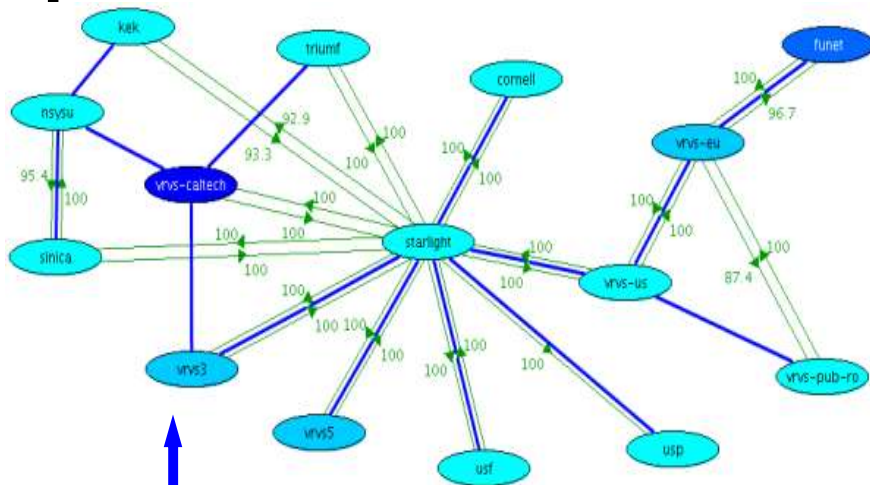 kek
triumf
funet
cornell
100
96.7
nsysu
92.9
100
93.3
100
vrvs-eu
95.4
100
vrvs-caltech
100
100
100
100
100
100
100
starlight
100
100
sinica
100
100
100
vrvs-us
87.4
100
100
100
100
100
100
vrvs3
100
100
vrvs-pub-ro
vrvs5
usf
usp